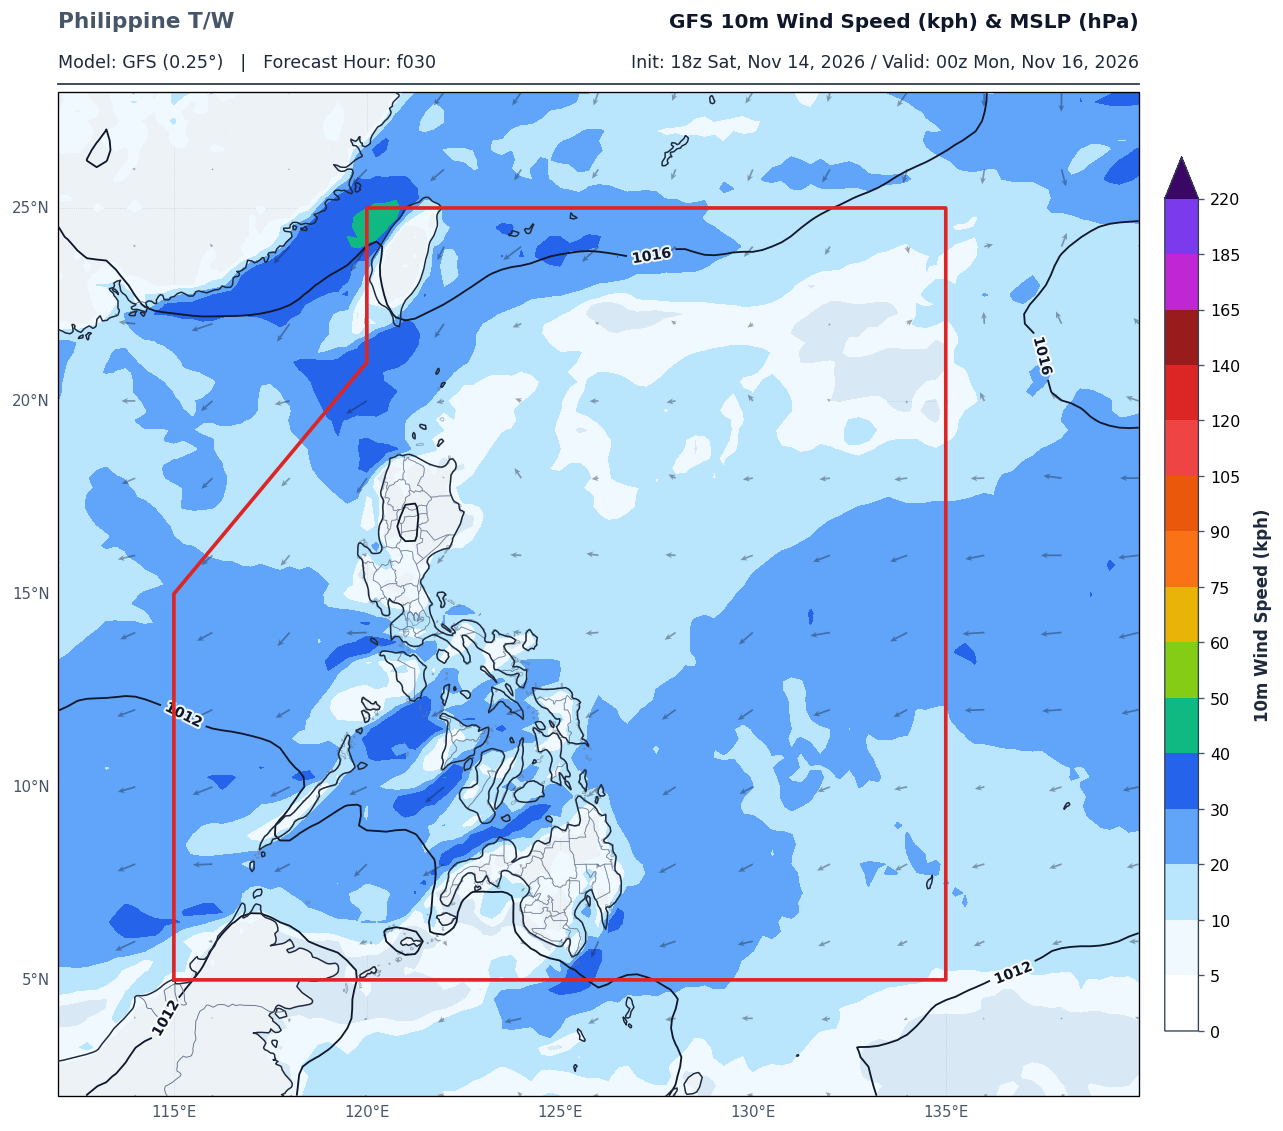 Philippine T/W
GFS 10m Wind Speed (kph) & MSLP (hPa)
Model: GFS (0.25°) | Forecast Hour: f030
Init: 18z Sat, Nov 14, 2026 / Valid: 00z Mon, Nov 16, 2026
25°N
20°N
15°N
10°N
5°N
115°E
120°E
125°E
130°E
135°E
1016
1016
1012
1012
1012
220
185
165
140
120
105
90
75
60
50
40
30
20
10
5
0
10m Wind Speed (kph)